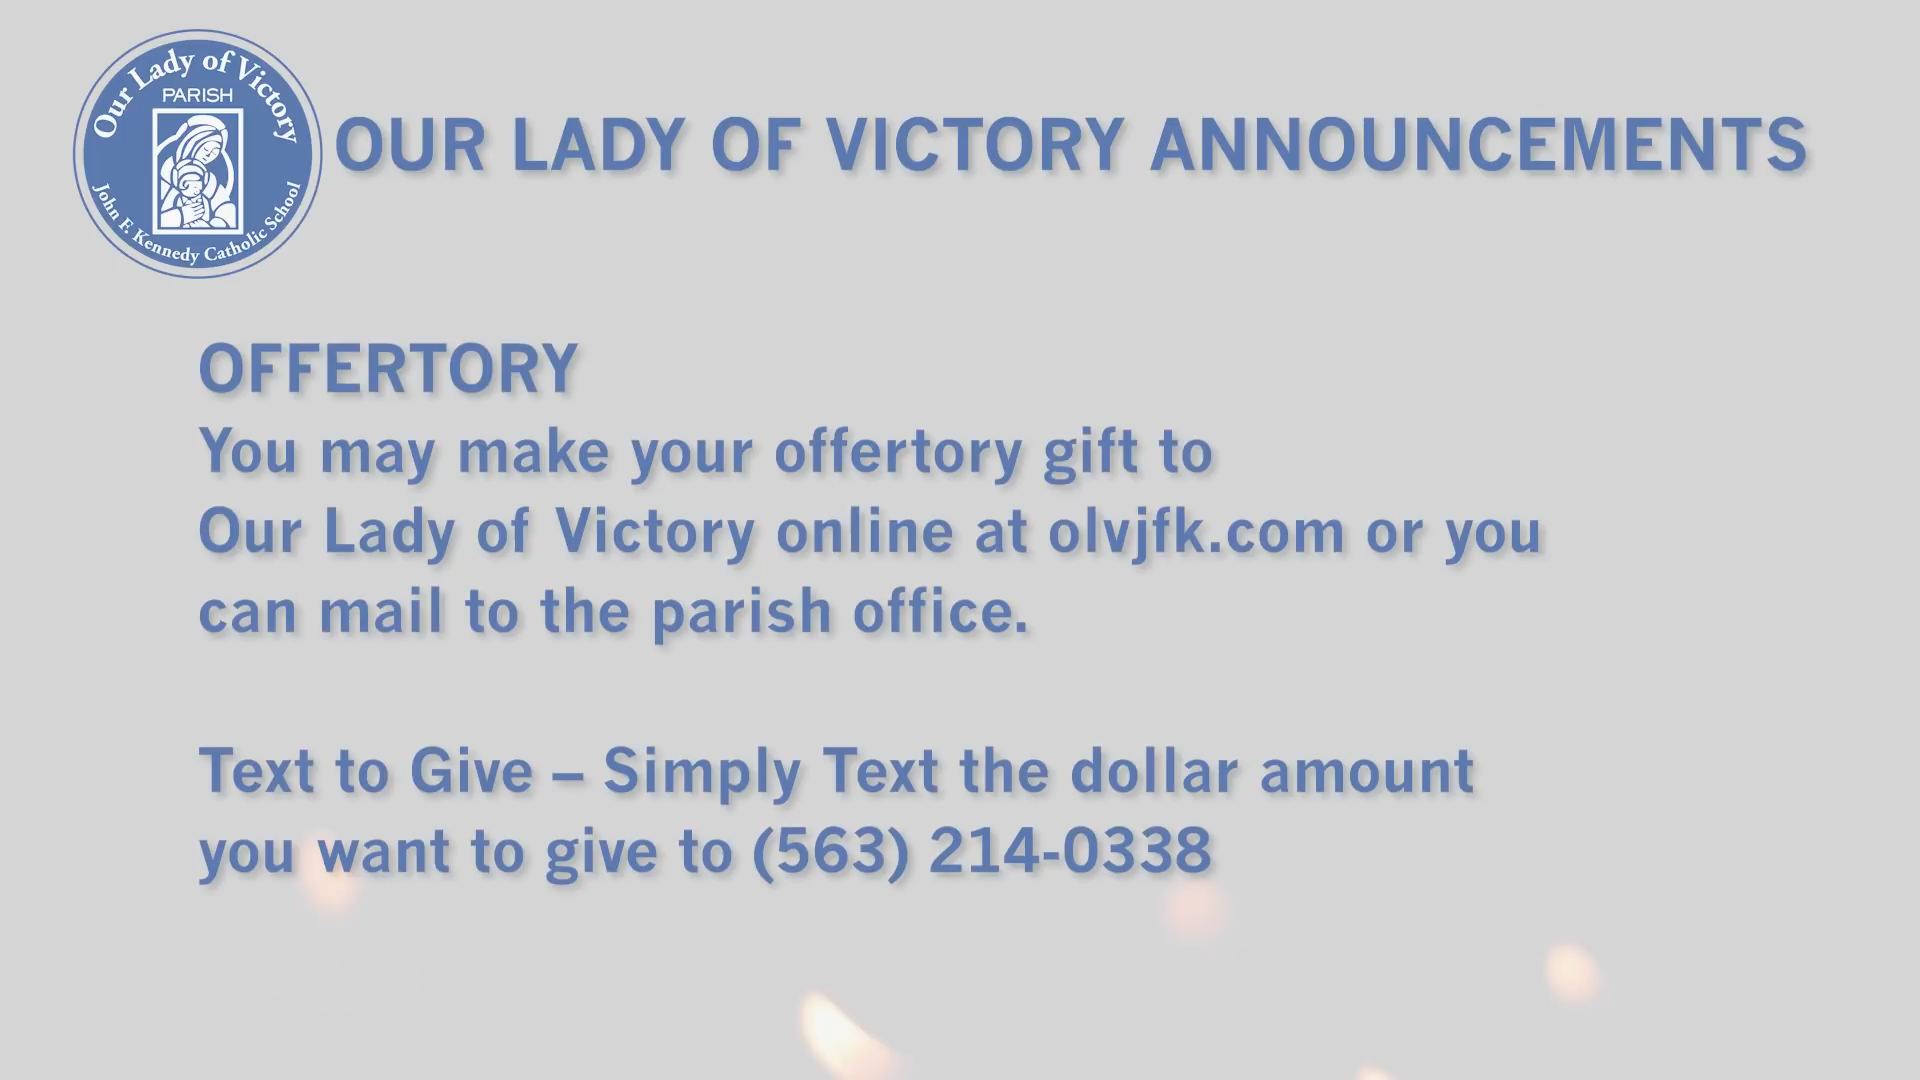 Our Lady of Victory
PARISH
John F. Kennedy Catholic School
OUR LADY OF VICTORY ANNOUNCEMENTS
OFFERTORY
You may make your offertory gift to
Our Lady of Victory online at olvjfk.com or you
can mail to the parish office.
Text to Give – Simply Text the dollar amount
you want to give to (563) 214-0338